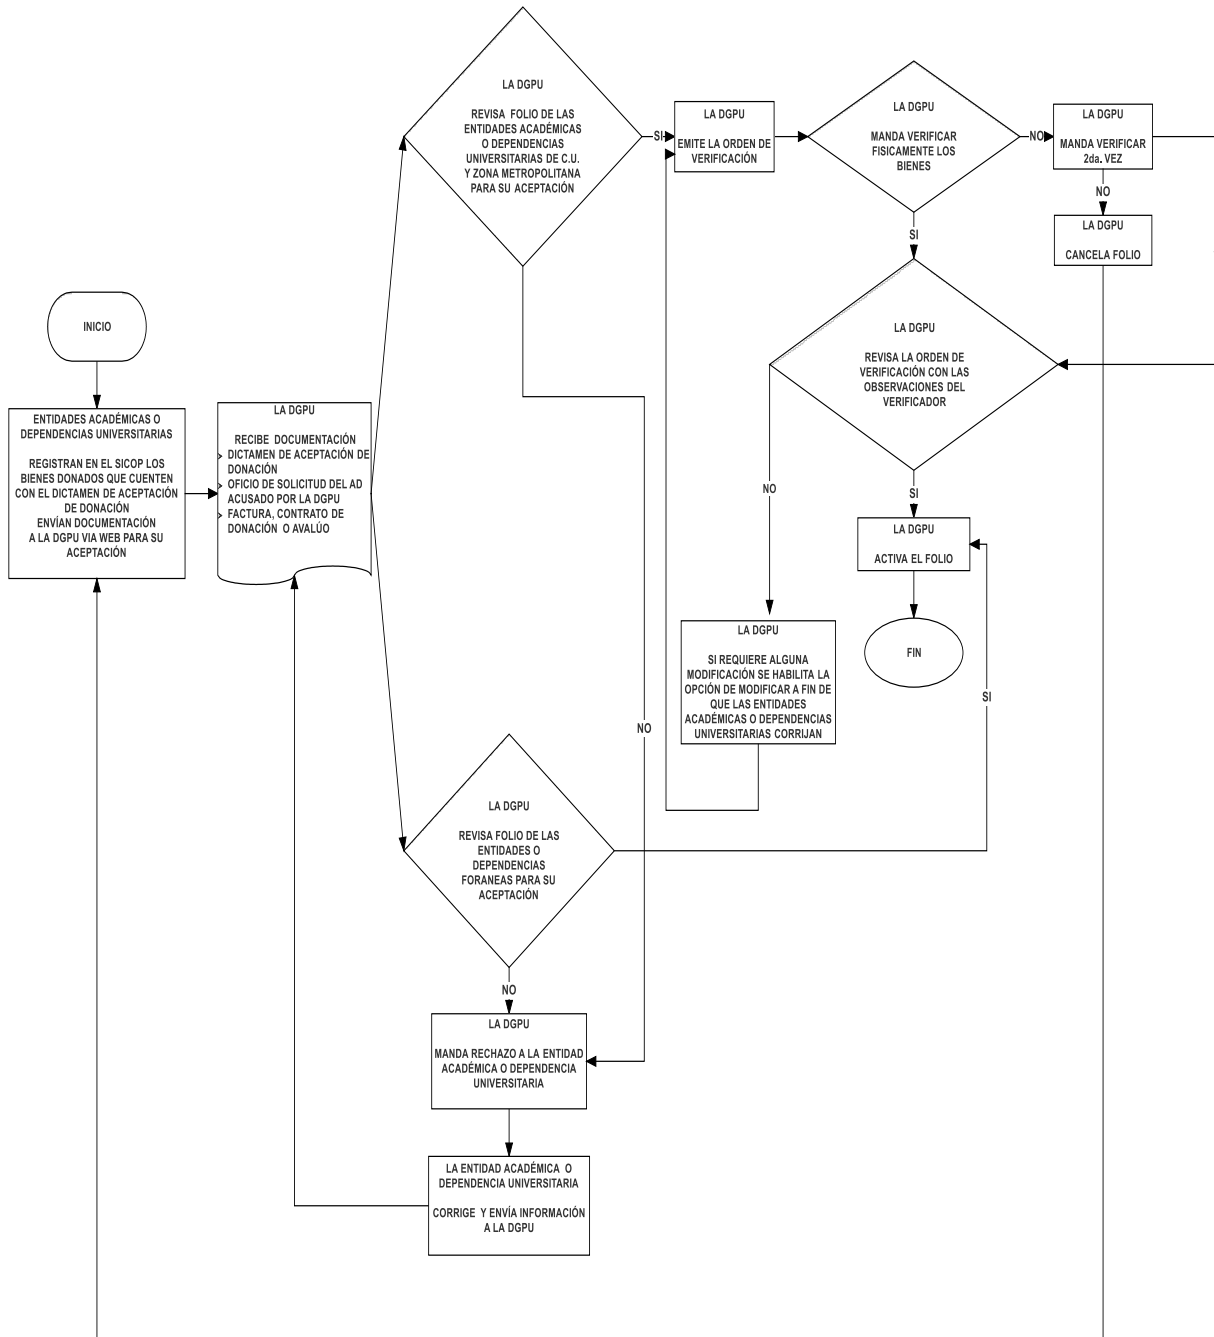 INICIO
ENTIDADES ACADÉMICAS O
DEPENDENCIAS UNIVERSITARIAS
REGISTRAN EN EL SICOP LOS
BIENES DONADOS QUE CUENTEN
CON EL DICTAMEN DE ACEPTACIÓN
DE DONACIÓN
ENVÍAN DOCUMENTACIÓN
A LA DGPU VIA WEB PARA SU
ACEPTACIÓN
LA DGPU
RECIBE DOCUMENTACIÓN
> DICTAMEN DE ACEPTACIÓN DE
DONACIÓN
> OFICIO DE SOLICITUD DEL AD
ACUSADO POR LA DGPU
> FACTURA, CONTRATO DE
DONACIÓN O AVALÚO
LA DGPU
REVISA FOLIO DE LAS
ENTIDADES ACADÉMICAS
O DEPENDENCIAS
UNIVERSITARIAS DE C.U.
Y ZONA METROPOLITANA
PARA SU ACEPTACIÓN
SI
LA DGPU
EMITE LA ORDEN DE
VERIFICACIÓN
LA DGPU
MANDA VERIFICAR
FISICAMENTE LOS
BIENES
NO
LA DGPU
MANDA VERIFICAR
2da. VEZ
NO
LA DGPU
CANCELA FOLIO
SI
LA DGPU
REVISA LA ORDEN DE
VERIFICACIÓN CON LAS
OBSERVACIONES DEL
VERIFICADOR
NO
SI
LA DGPU
ACTIVA EL FOLIO
FIN
LA DGPU
SI REQUIERE ALGUNA
MODIFICACIÓN SE HABILITA LA
OPCIÓN DE MODIFICAR A FIN DE
QUE LAS ENTIDADES
ACADÉMICAS O DEPENDENCIAS
UNIVERSITARIAS CORRIJAN
SI
NO
LA DGPU
REVISA FOLIO DE LAS
ENTIDADES O
DEPENDENCIAS
FORANEAS PARA SU
ACEPTACIÓN
NO
LA DGPU
MANDA RECHAZO A LA ENTIDAD
ACADÉMICA O DEPENDENCIA
UNIVERSITARIA
LA ENTIDAD ACADÉMICA O
DEPENDENCIA UNIVERSITARIA
CORRIGE Y ENVÍA INFORMACIÓN
A LA DGPU